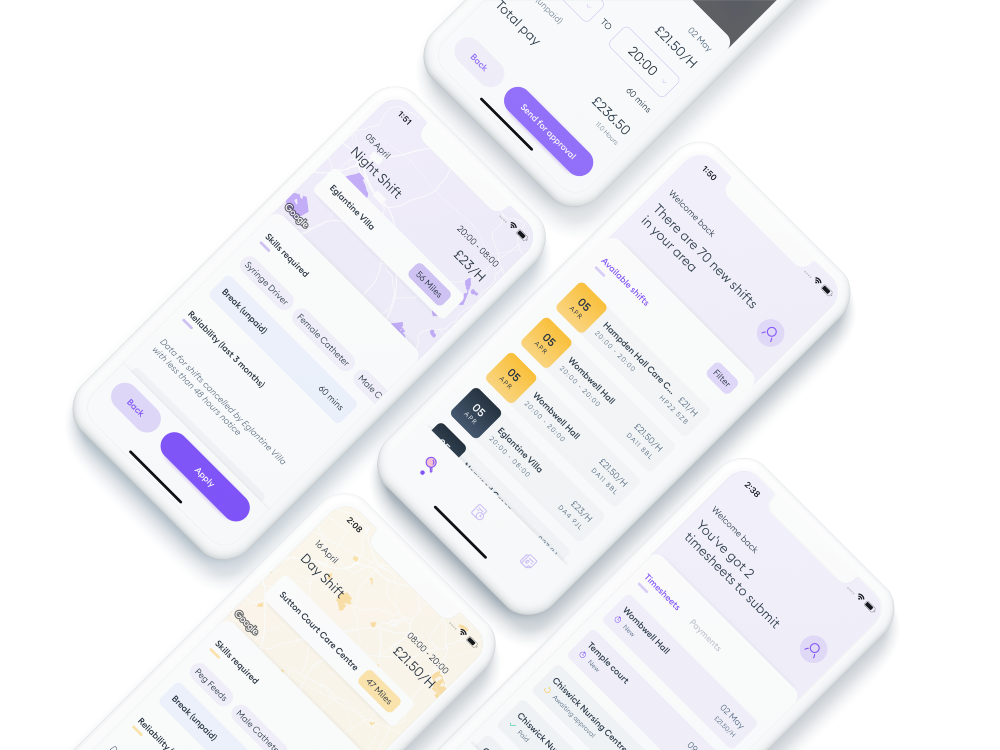 (unpaid)
TO
20:00
02 May
£21.50/H
60 mins
Total pay
£236.50
11.0 Hours
Back
Send for approval
1:51
05 April
Night Shift
20:00 - 08:00
£23/H
Eglantine Villa
56 Miles
Google
Skills required
Syringe Driver
Female Catheter
Male C
Break (unpaid)
60 mins
Reliability (last 3 months)
Data for shifts cancelled by Eglantine Villa
with less than 48 hours notice
Back
Apply
1:50
Welcome back
There are 70 new shifts
in your area
Available shifts
Filter
05
APR
Hampden Hall Care C...
20:00 - 20:00
£21/H
HP22 5ZB
05
APR
Wombwell Hall
20:00 - 20:00
£21.50/H
DA11 8BL
05
APR
Wombwell Hall
20:00 - 20:00
£21.50/H
DA11 8BL
05
APR
Eglantine Villa
20:00 - 08:00
£23/H
DA4 9JL
2:08
16 April
Day Shift
08:00 - 20:00
£21.50/H
Sutton Court Care Centre
47 Miles
Google
Skills required
Peg Feeds
Male Cathete
Break (unpaid)
Reliability (las
2:38
Welcome back
You've got 2
timesheets to submit
Timesheets
Payments
Wombwell Hall
New
02 May
£21.50/H
Temple court
New
Chiswick Nursing Centre
Awaiting approval
Chiswick Nurs
Paid